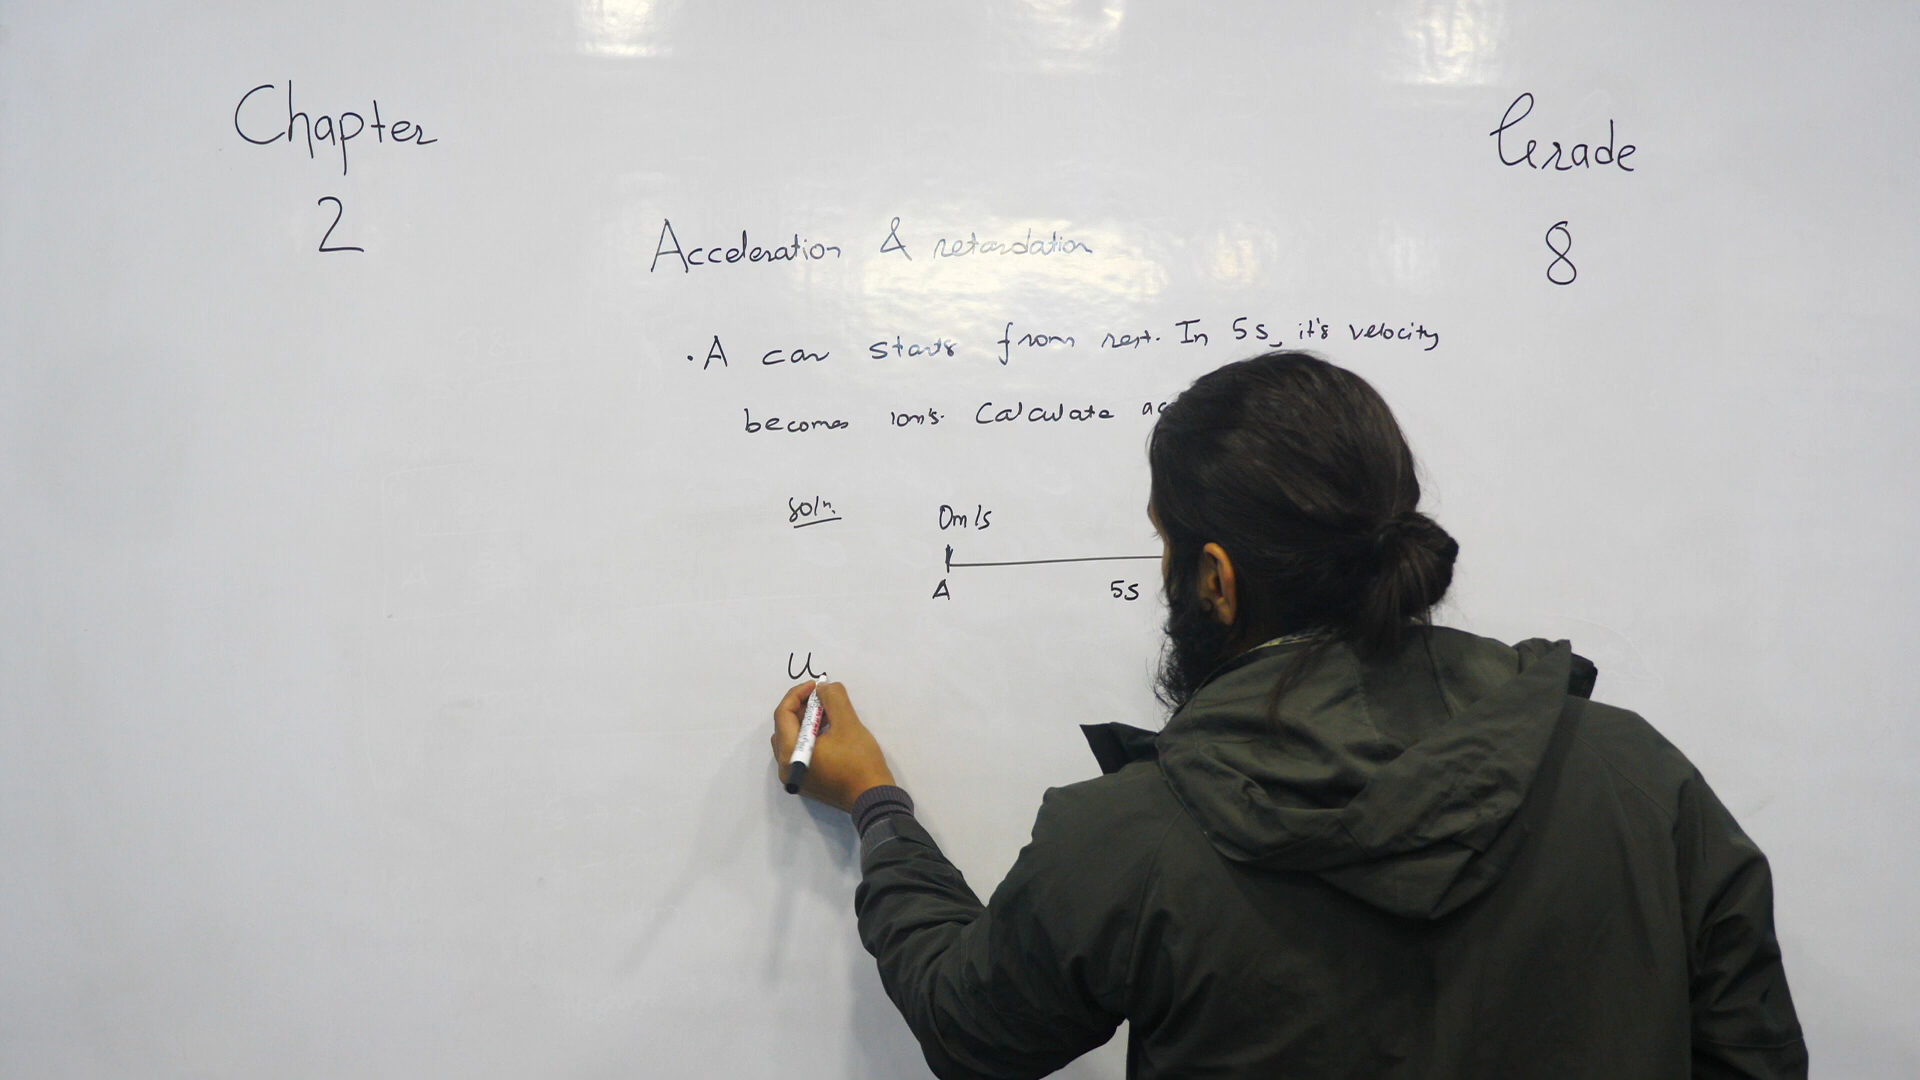 Chapter
2
Grade
8
Acceleration & retardation
. A car starts from rest. In 5s, it's velocity
becomes 10m/s. Calculate
Soln.
0m/s
A
5s
U